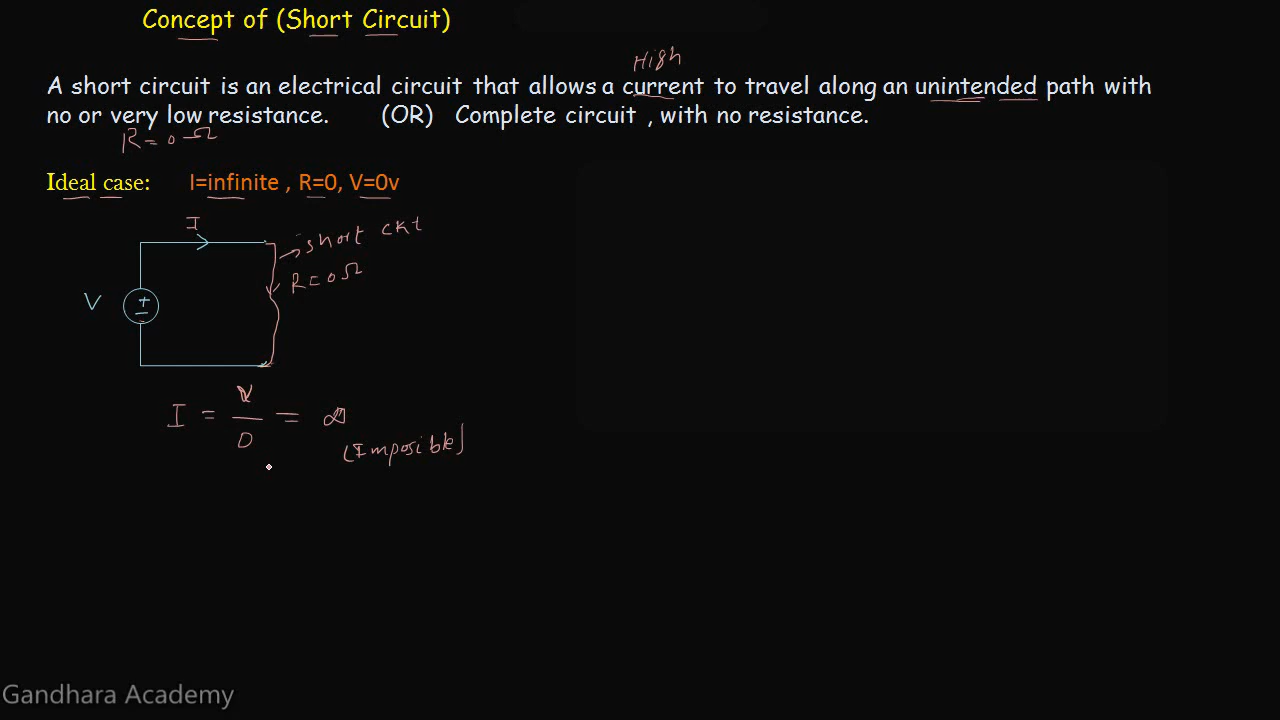 Concept of (Short Circuit)
High
A short circuit is an electrical circuit that allows a current to travel along an unintended path with
no or very low resistance. (OR) Complete circuit , with no resistance.
R = 0 Ω
Ideal case: I=infinite , R=0, V=0v
I
short ckt
R = 0 Ω
V
+
I = V / 0 = ∞
(Imposible)
Gandhara Academy